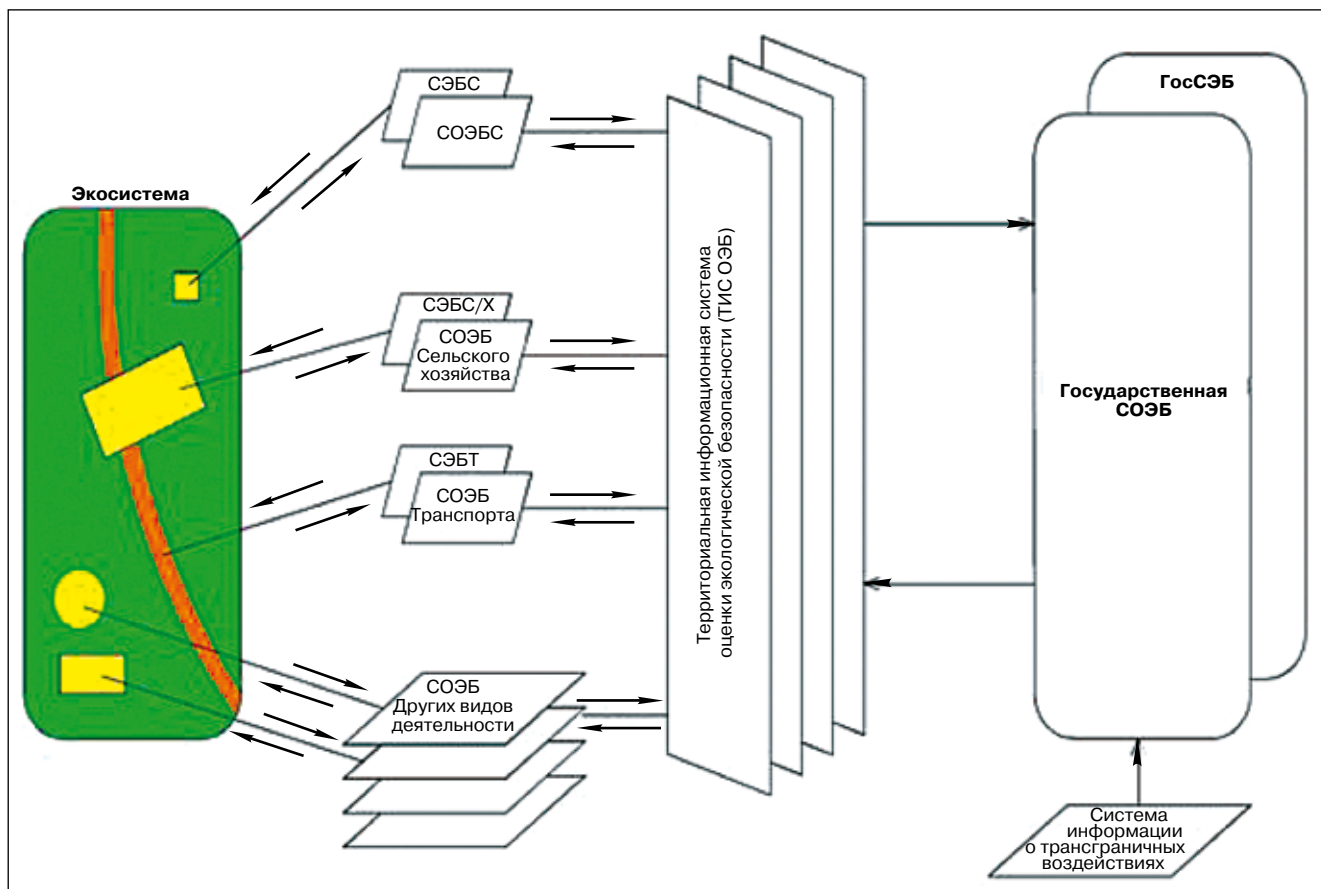 Экосистема
СЭБС
СОЭБС
СЭБС/Х
СОЭБ
Сельского
хозяйства
СЭБТ
СОЭБ
Транспорта
СОЭБ
Других видов
деятельности
Территориальная информационная система
оценки экологической безопасности (ТИС ОЭБ)
ГосСЭБ
Государственная
СОЭБ
Система
информации
о трансграничных
воздействиях